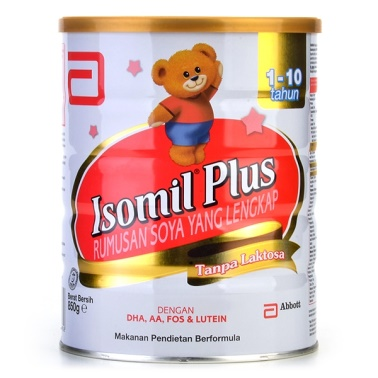 1-10
tahun
Isomil Plus
RUMUSAN SOYA YANG LENGKAP
Tanpa Laktosa
Berat Bersih
850g e
DENGAN
DHA, AA, FOS & LUTEIN
Abbott
Makanan Pendietan Berformula